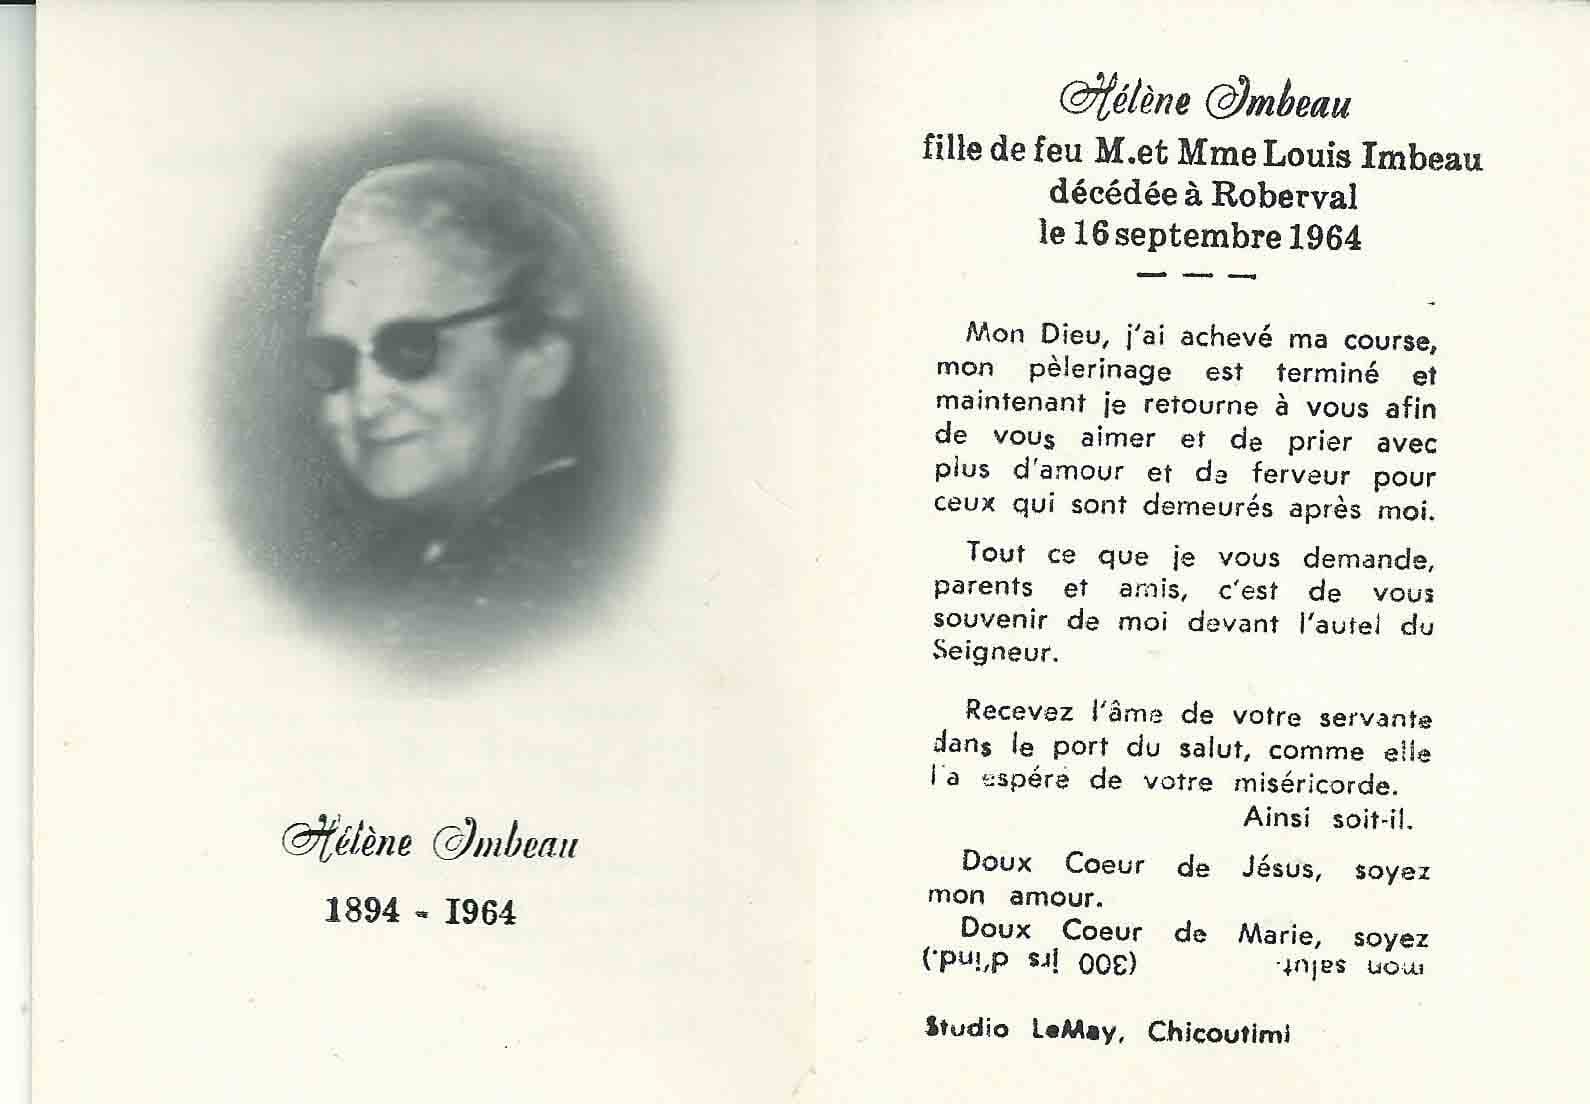 Hélène Imbeau
1894 - 1964
Hélène Imbeau
fille de feu M. et Mme Louis Imbeau
décédée à Roberval
le 16 septembre 1964
— — —
Mon Dieu, j'ai achevé ma course,
mon pèlerinage est terminé et
maintenant je retourne à vous afin
de vous aimer et de prier avec
plus d'amour et de ferveur pour
ceux qui sont demeurés après moi.
Tout ce que je vous demande,
parents et amis, c'est de vous
souvenir de moi devant l'autel du
Seigneur.
Recevez l'âme de votre servante
dans le port du salut, comme elle
l'a espéré de votre miséricorde.
Ainsi soit-il.
Doux Coeur de Jésus, soyez
mon amour.
Doux Coeur de Marie, soyez
mon salut. (300 jrs d'ind.)
Studio LeMay, Chicoutimi